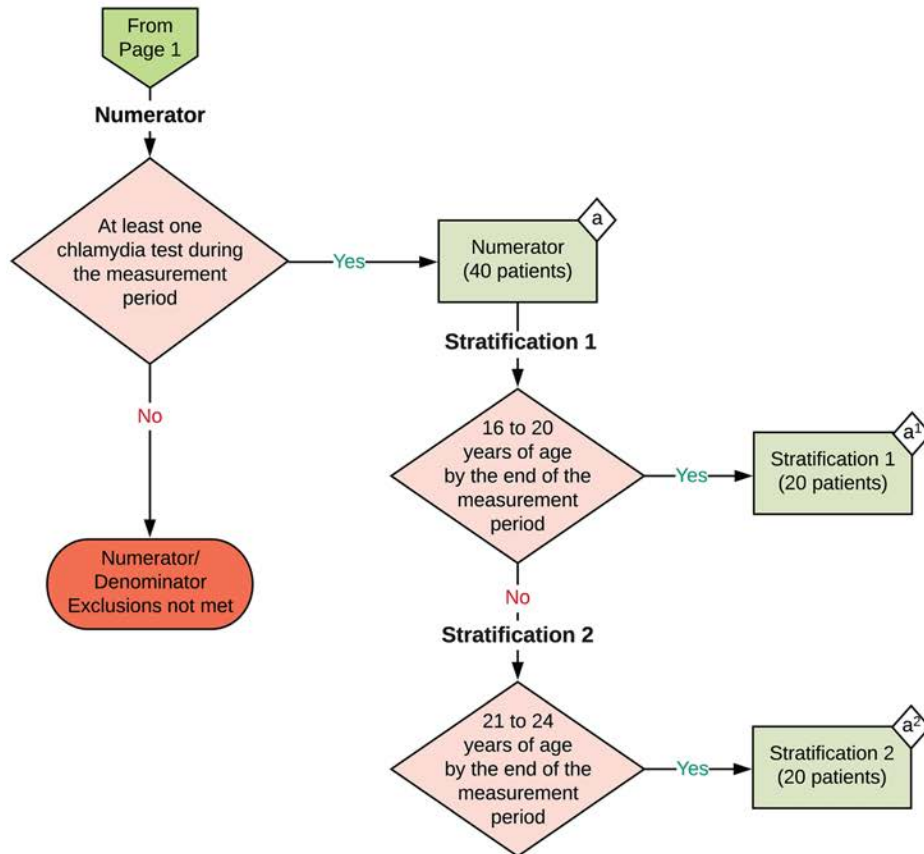 From
Page 1
Numerator
At least one
chlamydia test during
the measurement
period
Yes
a
Numerator
(40 patients)
No
Numerator/
Denominator
Exclusions not met
Stratification 1
16 to 20
years of age
by the end of the
measurement
period
Yes
a¹
Stratification 1
(20 patients)
No
Stratification 2
21 to 24
years of age
by the end of the
measurement
period
Yes
a²
Stratification 2
(20 patients)